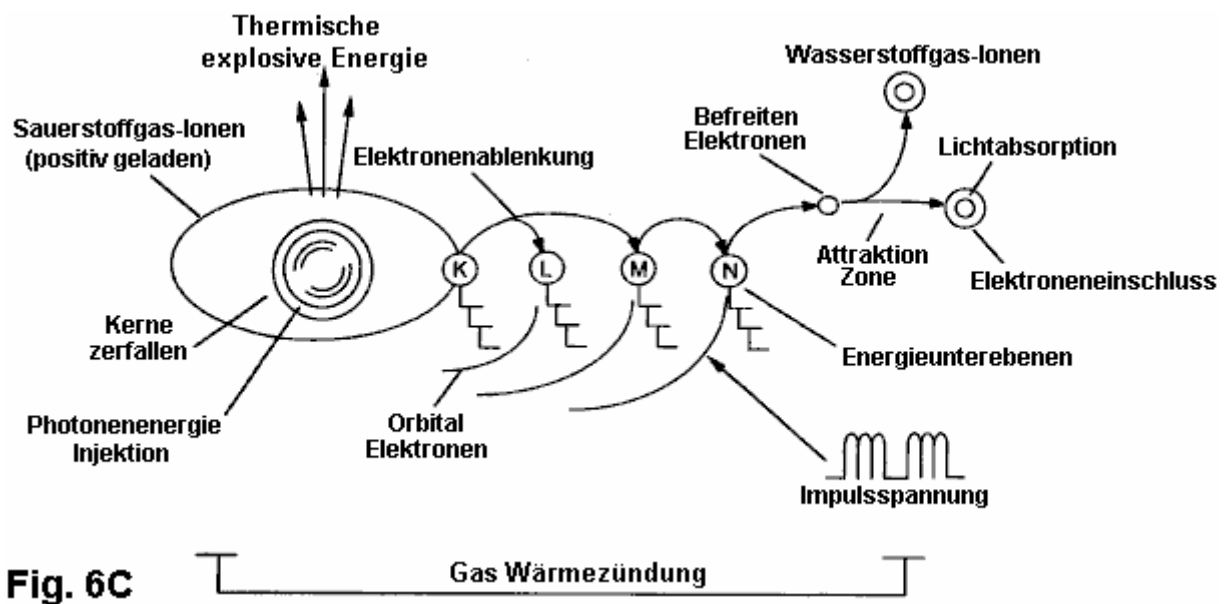 Thermische
explosive Energie
Wasserstoffgas-Ionen
Sauerstoffgas-Ionen
(positiv geladen)
Elektronenablenkung
Befreiten
Elektronen
Lichtabsorption
K
L
M
N
Attraktion
Zone
Elektroneneinschluss
Kerne
zerfallen
Energieunterebenen
Photonenenergie
Injektion
Orbital
Elektronen
Impulsspannung
Gas Wärmezündung
Fig. 6C